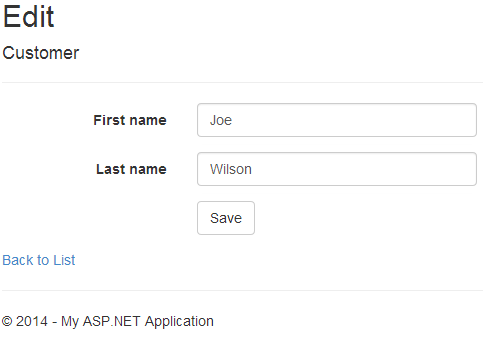 Edit
Customer
First name Joe
Last name Wilson
Save
Back to List
© 2014 - My ASP.NET Application